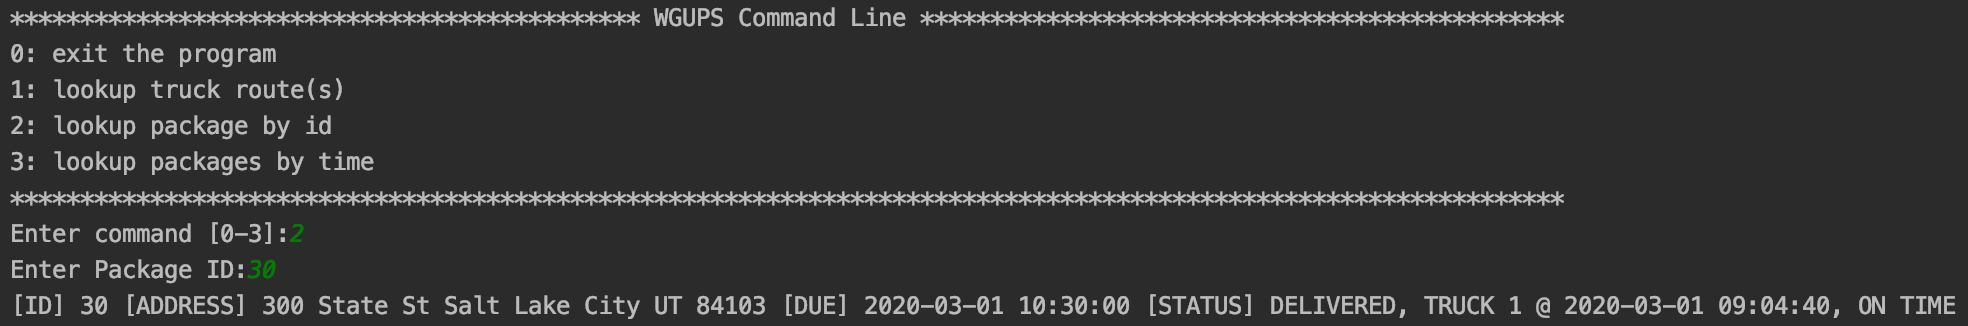 ********************************************* WGUPS Command Line **********************************************
0: exit the program
1: lookup truck route(s)
2: lookup package by id
3: lookup packages by time
***************************************************************************************************************
Enter command [0-3]:2
Enter Package ID:30
[ID] 30 [ADDRESS] 300 State St Salt Lake City UT 84103 [DUE] 2020-03-01 10:30:00 [STATUS] DELIVERED, TRUCK 1 @ 2020-03-01 09:04:40, ON TIME